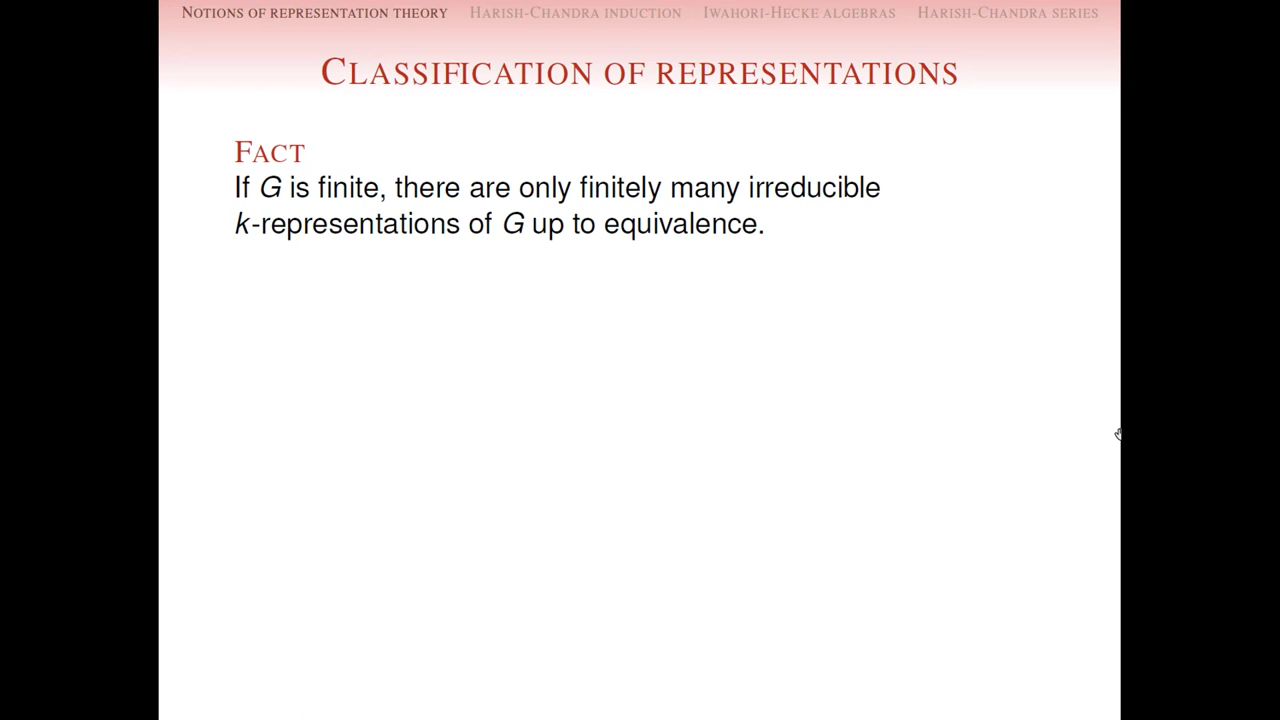 NOTIONS OF REPRESENTATION THEORY HARISH-CHANDRA INDUCTION IWAHORI-HECKE ALGEBRAS HARISH-CHANDRA SERIES
CLASSIFICATION OF REPRESENTATIONS
FACT
If G is finite, there are only finitely many irreducible
k-representations of G up to equivalence.